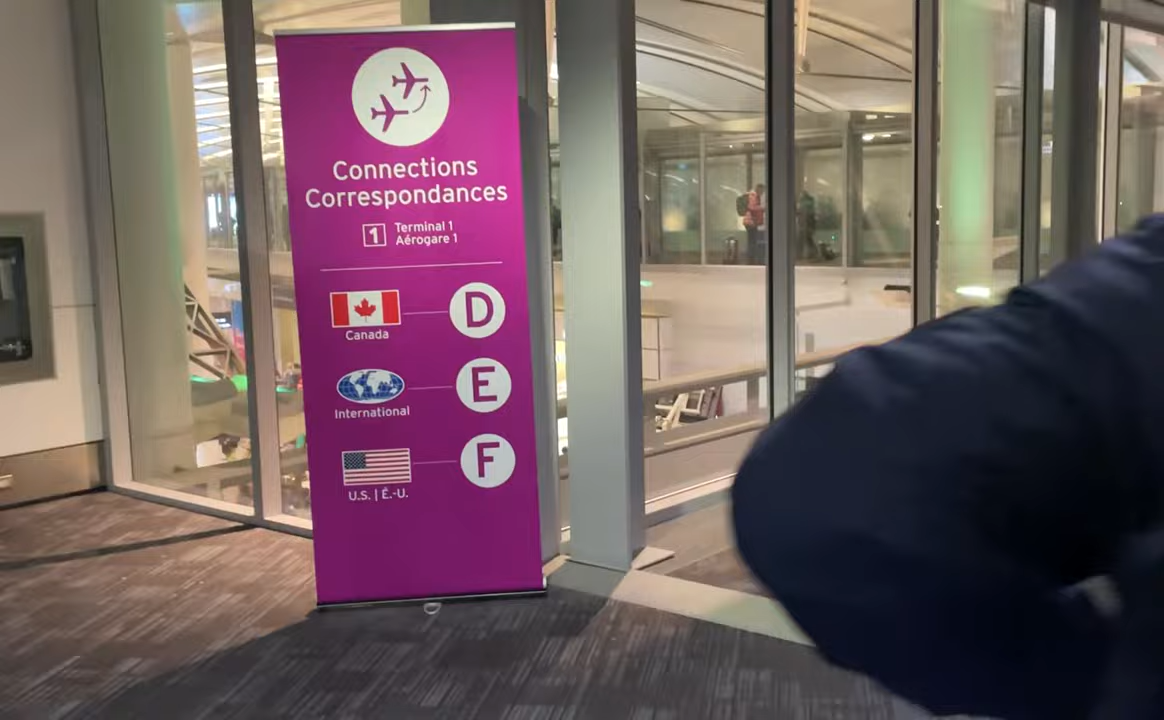 Connections
Correspondances
1 Terminal 1
Aérogare 1
D
Canada
E
International
F
U.S. | É.-U.